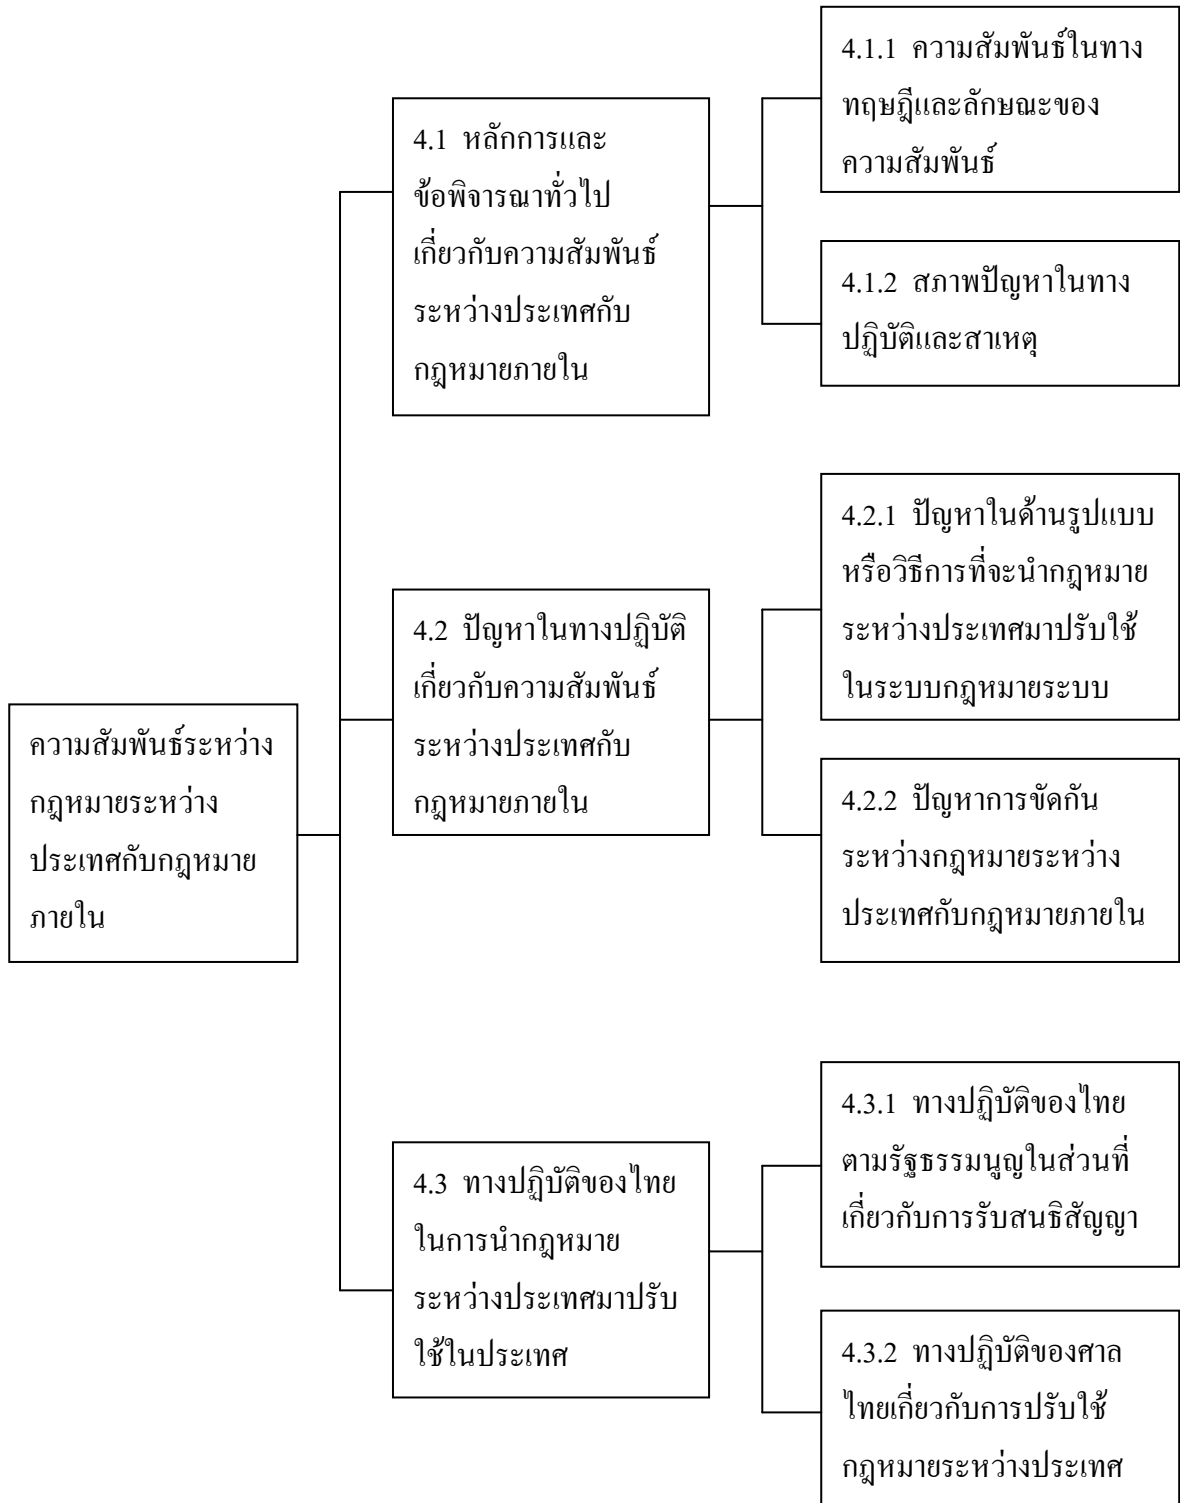 ความสัมพันธ์ระหว่าง
กฎหมายระหว่าง
ประเทศกับกฎหมาย
ภายใน
4.1 หลักการและ
ข้อพิจารณาทั่วไป
เกี่ยวกับความสัมพันธ์
ระหว่างประเทศกับ
กฎหมายภายใน
4.1.1 ความสัมพันธ์ในทาง
ทฤษฎีและลักษณะของ
ความสัมพันธ์
4.1.2 สภาพปัญหาในทาง
ปฏิบัติและสาเหตุ
4.2 ปัญหาในทางปฏิบัติ
เกี่ยวกับความสัมพันธ์
ระหว่างประเทศกับ
กฎหมายภายใน
4.2.1 ปัญหาในด้านรูปแบบ
หรือวิธีการที่จะนำกฎหมาย
ระหว่างประเทศมาปรับใช้
ในระบบกฎหมายระบบ
4.2.2 ปัญหาการขัดกัน
ระหว่างกฎหมายระหว่าง
ประเทศกับกฎหมายภายใน
4.3 ทางปฏิบัติของไทย
ในการนำกฎหมาย
ระหว่างประเทศมาปรับ
ใช้ในประเทศ
4.3.1 ทางปฏิบัติของไทย
ตามรัฐธรรมนูญในส่วนที่
เกี่ยวกับการรับสนธิสัญญา
4.3.2 ทางปฏิบัติของศาล
ไทยเกี่ยวกับการปรับใช้
กฎหมายระหว่างประเทศ